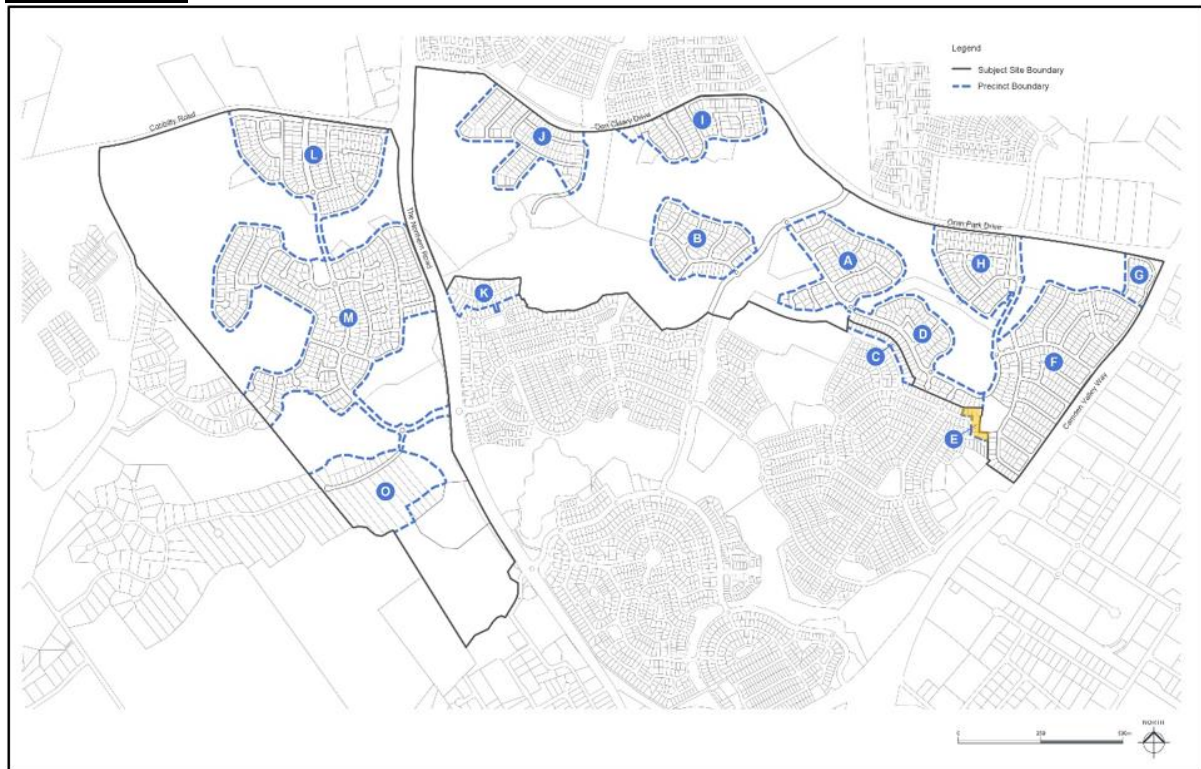 Legend
Subject Site Boundary
Precinct Boundary
Cobbitty Road
L
J
Dan Cleary Drive
I
The Northern Road
B
A
Oran Park Drive
H
G
K
M
C
D
F
Camden Valley Way
E
O
NORTH
0 250 500m